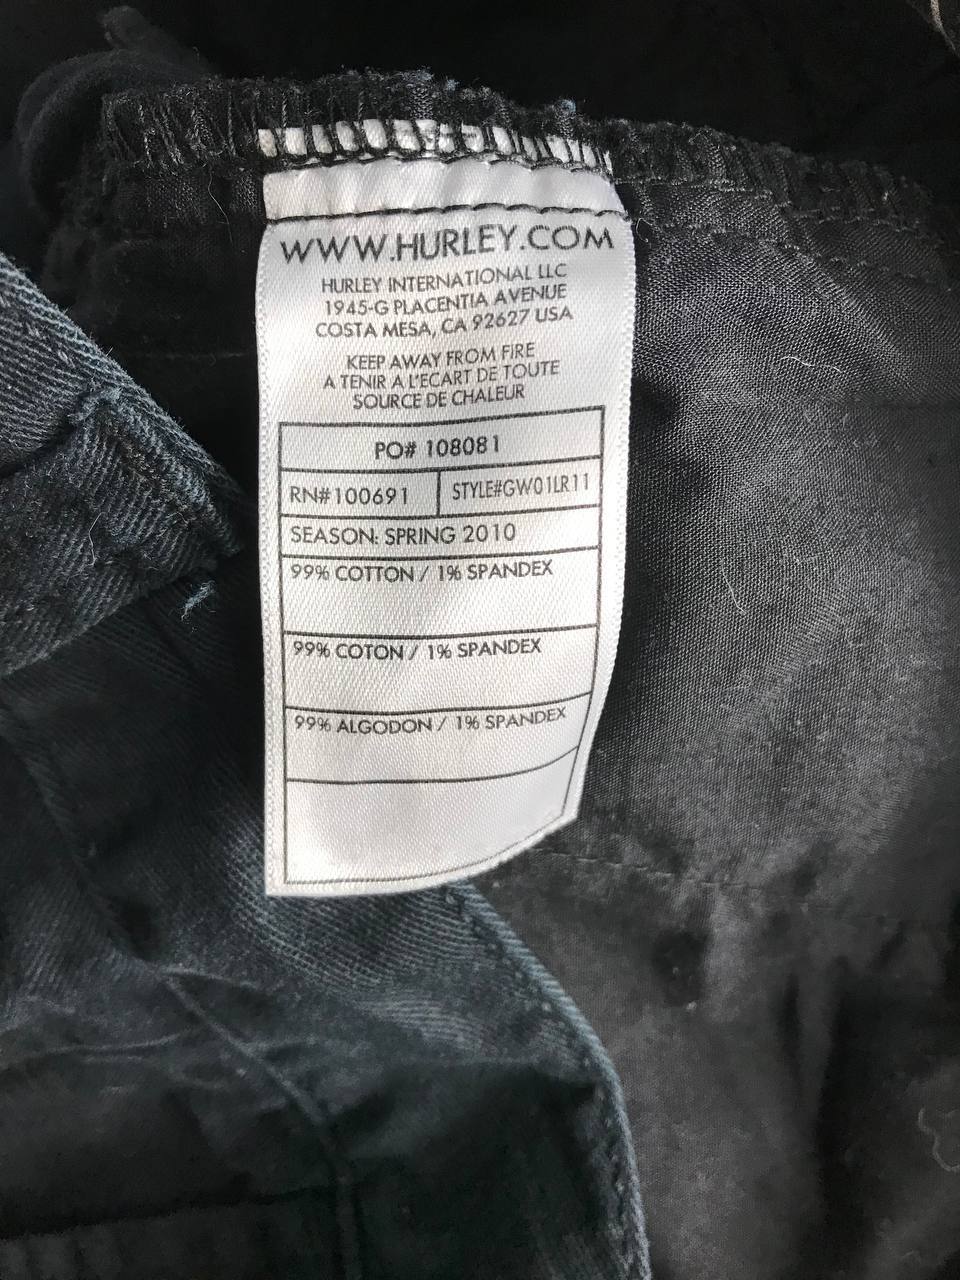 WWW.HURLEY.COM
HURLEY INTERNATIONAL LLC
1945-G PLACENTIA AVENUE
COSTA MESA, CA 92627 USA
KEEP AWAY FROM FIRE
A TENIR A L'ECART DE TOUTE
SOURCE DE CHALEUR
PO# 108081
RN#100691 STYLE#GW01LR11
SEASON: SPRING 2010
99% COTTON / 1% SPANDEX
99% COTON / 1% SPANDEX
99% ALGODON / 1% SPANDEX